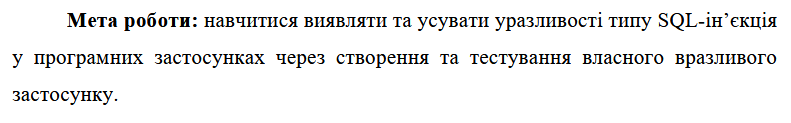 Мета роботи: навчитися виявляти та усувати уразливості типу SQL-ін’єкція
у програмних застосунках через створення та тестування власного вразливого
застосунку.